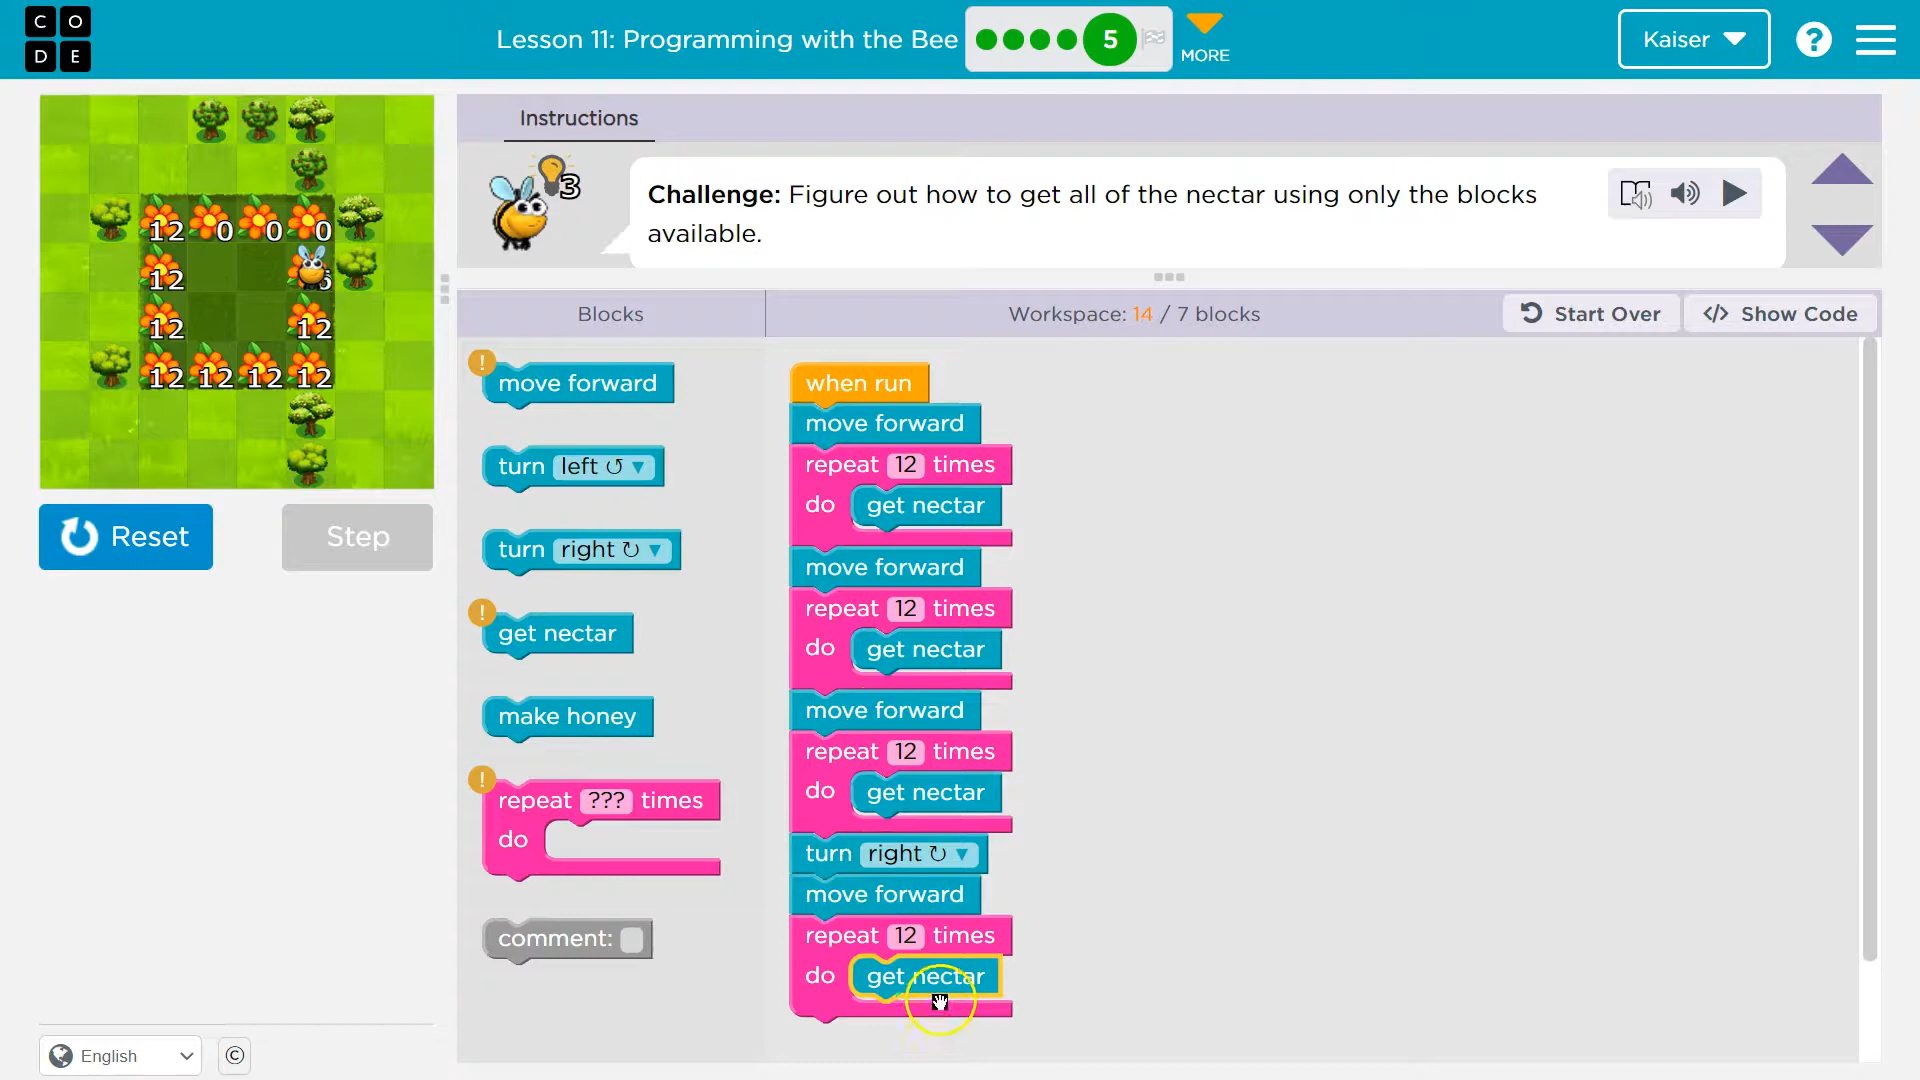 C O
D E
Lesson 11: Programming with the Bee
5
MORE
Kaiser
?
Instructions
3
Challenge: Figure out how to get all of the nectar using only the blocks
available.
12 0 0 0
12
12 12
12 12 12 12
Blocks
Workspace: 14 / 7 blocks
Start Over
</> Show Code
Reset
Step
!
move forward
turn left
turn right
!
get nectar
make honey
!
repeat ??? times
do
comment:
when run
move forward
repeat 12 times
do get nectar
move forward
repeat 12 times
do get nectar
move forward
repeat 12 times
do get nectar
turn right
move forward
repeat 12 times
do get nectar
English
©